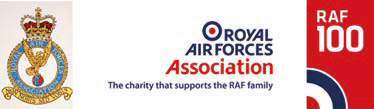 ROYAL
AIR FORCES
Association
The charity that supports the RAF family
RAF
100